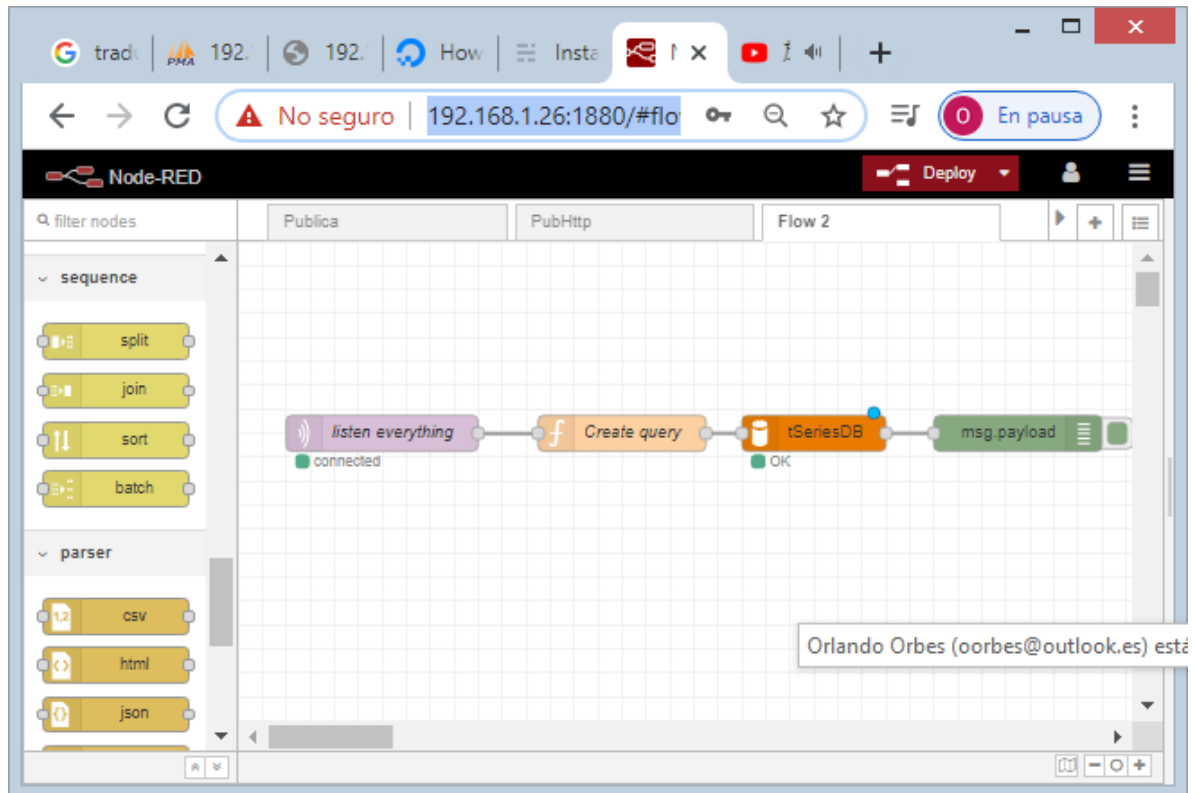 trad 192. 192. How Insta
No seguro 192.168.1.26:1880/#flo O En pausa
Node-RED Deploy
filter nodes Publica PubHttp Flow 2
sequence
split
join
sort
batch
listen everything Create query tSeriesDB msg.payload
connected OK
parser
csv
html
json
Orlando Orbes (oorbes@outlook.es) está